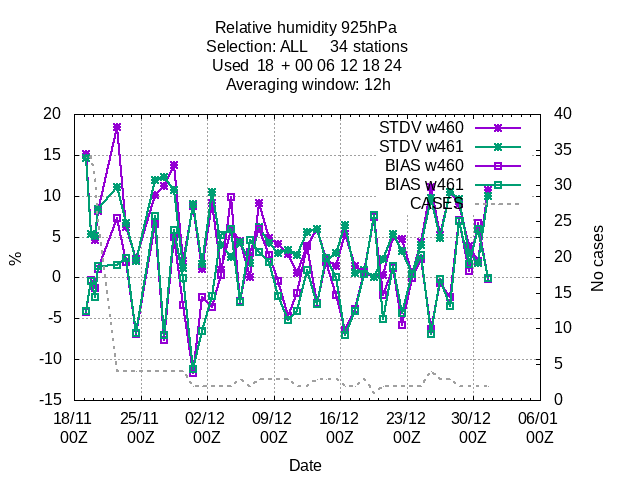 Relative humidity 925hPa
Selection: ALL 34 stations
Used 18 + 00 06 12 18 24
Averaging window: 12h
20 40
STDV w460
STDV w461
BIAS w460
BIAS w461
CASES
15 35
10 30
5 25
0 20
-5 15
-10 10
-15 5
0
%
No cases
18/11 25/11 02/12 09/12 16/12 23/12 30/12 06/01
00Z 00Z 00Z 00Z 00Z 00Z 00Z 00Z
Date